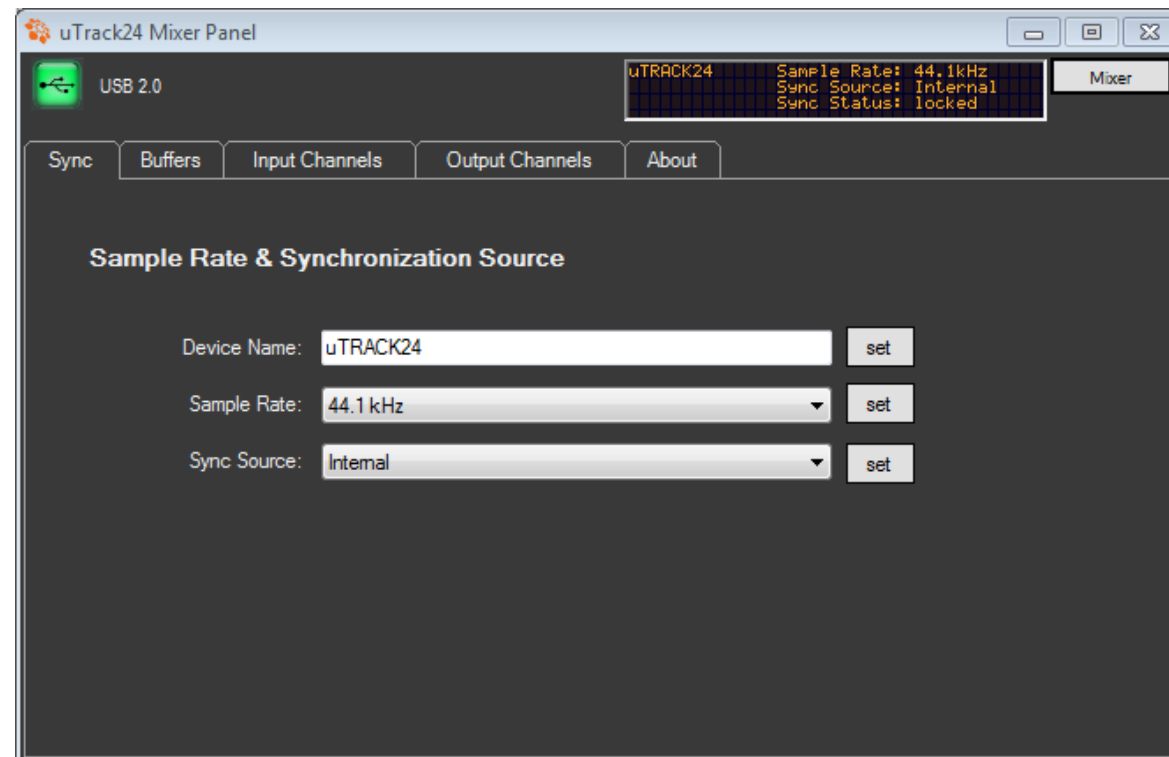 uTrack24 Mixer Panel
USB 2.0
uTRACK24 Sample Rate: 44.1kHz
Sync Source: Internal
Sync Status: locked
Mixer
Sync Buffers Input Channels Output Channels About
Sample Rate & Synchronization Source
Device Name: uTRACK24 set
Sample Rate: 44.1 kHz set
Sync Source: Internal set